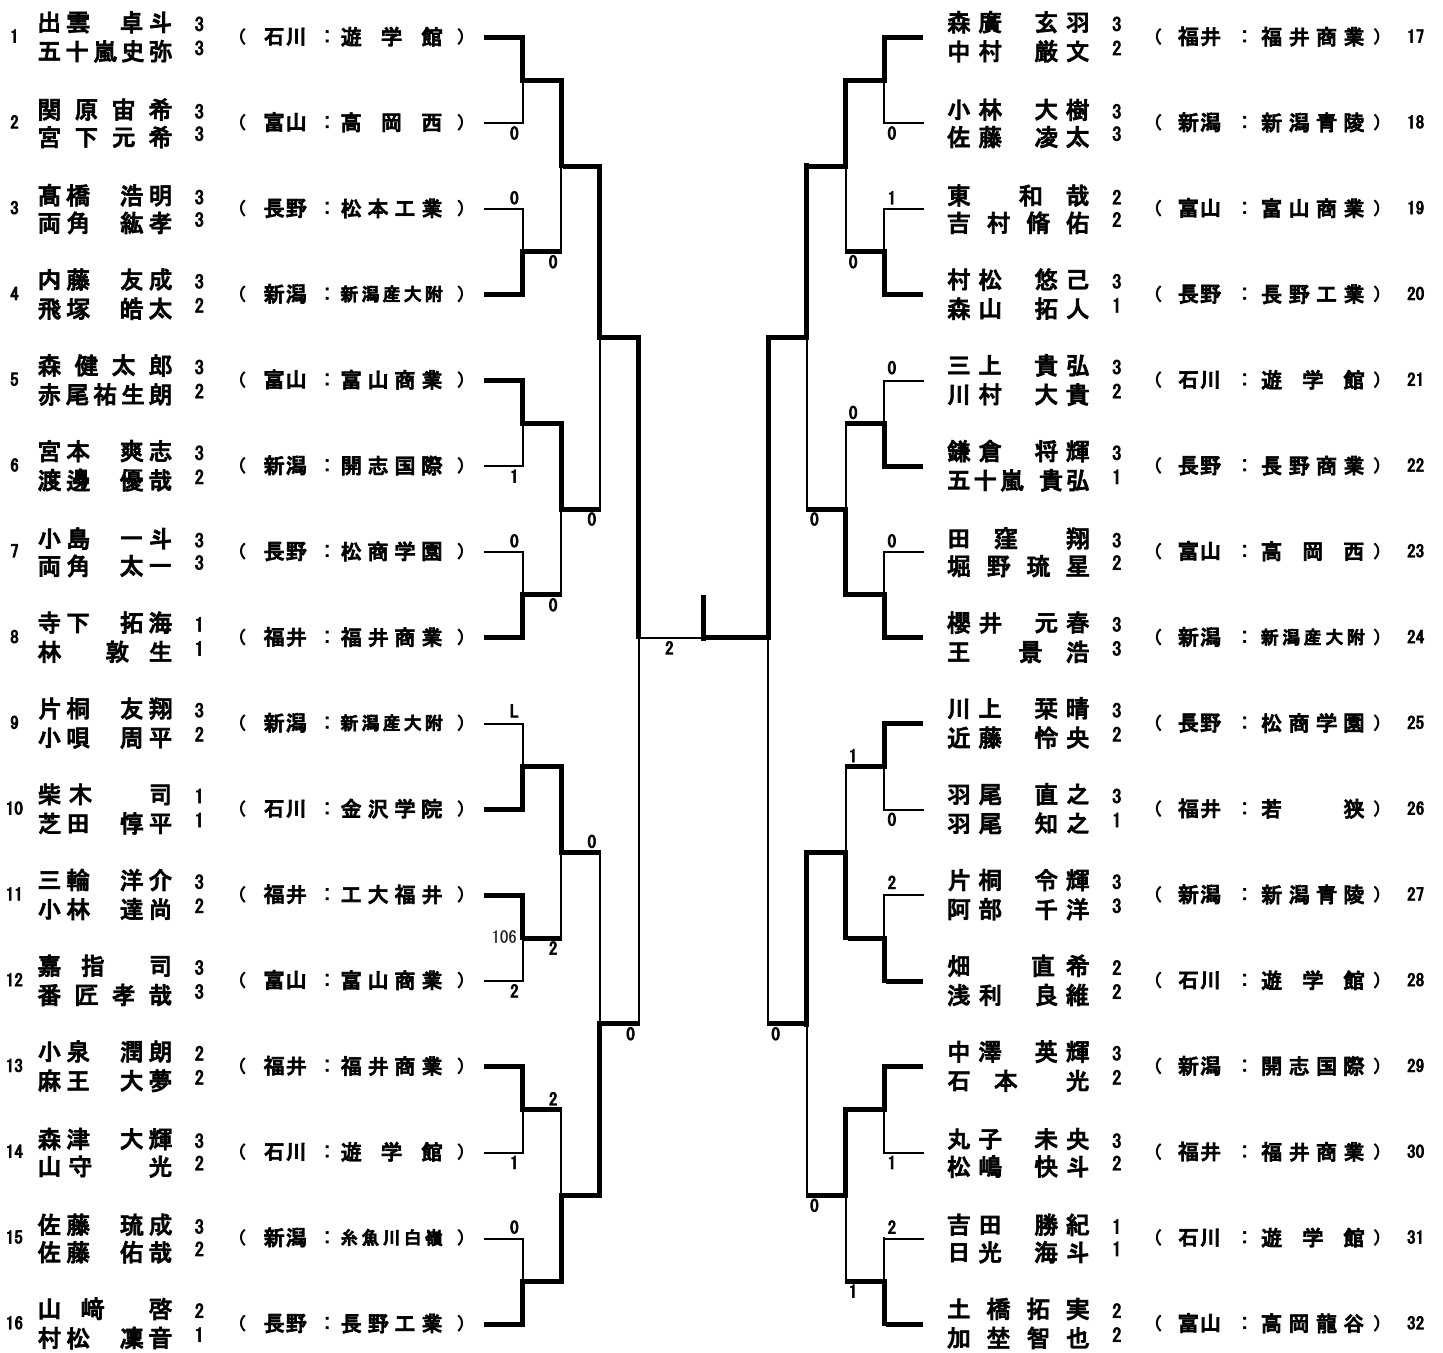 1 出雲 卓斗 3 ( 石川 : 遊学館 )
五十嵐史弥 3
2 関原宙希 3 ( 富山 : 高岡西 ) 0
宮下元希 3
3 髙橋 浩明 3 ( 長野 : 松本工業 ) 0
両角 紘孝 3
0
4 内藤 友成 3 ( 新潟 : 新潟産大附 )
飛塚 皓太 2
5 森健太郎 3 ( 富山 : 富山商業 )
赤尾祐生朗 2
6 宮本 爽志 3 ( 新潟 : 開志国際 ) 1
渡邊 優哉 2
0
7 小島 一斗 3 ( 長野 : 松商学園 ) 0
両角 太一 3
0
8 寺下 拓海 1 ( 福井 : 福井商業 )
林 敦生 1
2
9 片桐 友翔 3 ( 新潟 : 新潟産大附 ) L
小唄 周平 2
10 柴木 司 1 ( 石川 : 金沢学院 )
芝田 惇平 1
0
11 三輪 洋介 3 ( 福井 : 工大福井 )
小林 達尚 2
106
2
12 嘉指 司 3 ( 富山 : 富山商業 ) 2
番匠孝哉 3
0
13 小泉 潤朗 2 ( 福井 : 福井商業 )
麻王 大夢 2
2
14 森津 大輝 3 ( 石川 : 遊学館 ) 1
山守 光 2
15 佐藤 琉成 3 ( 新潟 : 糸魚川白嶺 ) 0
佐藤 佑哉 2
16 山﨑 啓 2 ( 長野 : 長野工業 )
村松 凜音 1
森廣 玄羽 3 ( 福井 : 福井商業 ) 17
中村 厳文 2
0 小林 大樹 3 ( 新潟 : 新潟青陵 ) 18
佐藤 凌太 3
1 東 和哉 2 ( 富山 : 富山商業 ) 19
吉村脩佑 2
0
村松 悠己 3 ( 長野 : 長野工業 ) 20
森山 拓人 1
0 三上 貴弘 3 ( 石川 : 遊学館 ) 21
川村 大貴 2
0
鎌倉 将輝 3 ( 長野 : 長野商業 ) 22
五十嵐 貴弘 1
0
0 田窪 翔 3 ( 富山 : 高岡西 ) 23
堀野琉星 2
櫻井 元春 3 ( 新潟 : 新潟産大附 ) 24
王 景浩 3
川上 栞晴 3 ( 長野 : 松商学園 ) 25
近藤 怜央 2
1
0 羽尾 直之 3 ( 福井 : 若狭 ) 26
羽尾 知之 1
2 片桐 令輝 3 ( 新潟 : 新潟青陵 ) 27
阿部 千洋 3
畑 直希 2 ( 石川 : 遊学館 ) 28
浅利 良維 2
0
中澤 英輝 3 ( 新潟 : 開志国際 ) 29
石本 光 2
1 丸子 未央 3 ( 福井 : 福井商業 ) 30
松嶋 快斗 2
0
2 吉田 勝紀 1 ( 石川 : 遊学館 ) 31
日光 海斗 1
1
土橋拓実 2 ( 富山 : 高岡龍谷 ) 32
加埜智也 2